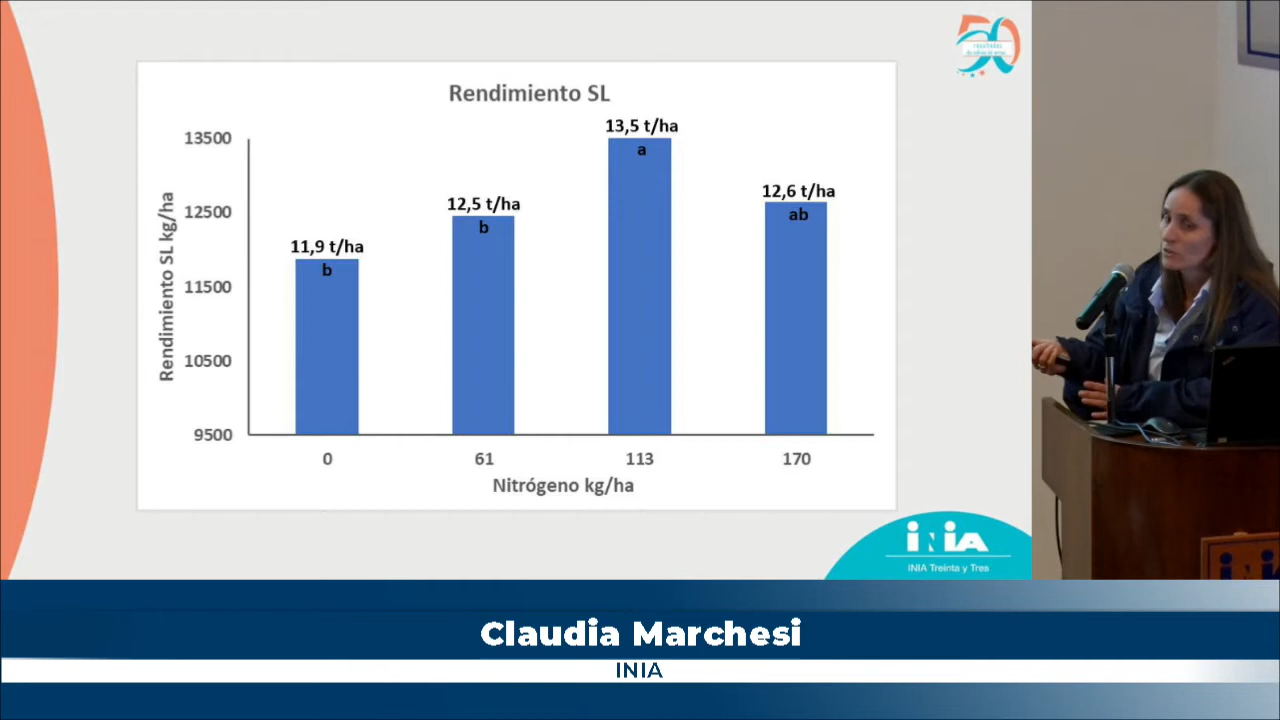 50
resultados
Rendimiento SL
Rendimiento SL kg/ha
13500
12500
11500
10500
9500
11,9 t/ha
b
12,5 t/ha
b
13,5 t/ha
a
12,6 t/ha
ab
0
61
113
170
Nitrógeno kg/ha
INIA
INIA Treinta y Tres
Claudia Marchesi
INIA